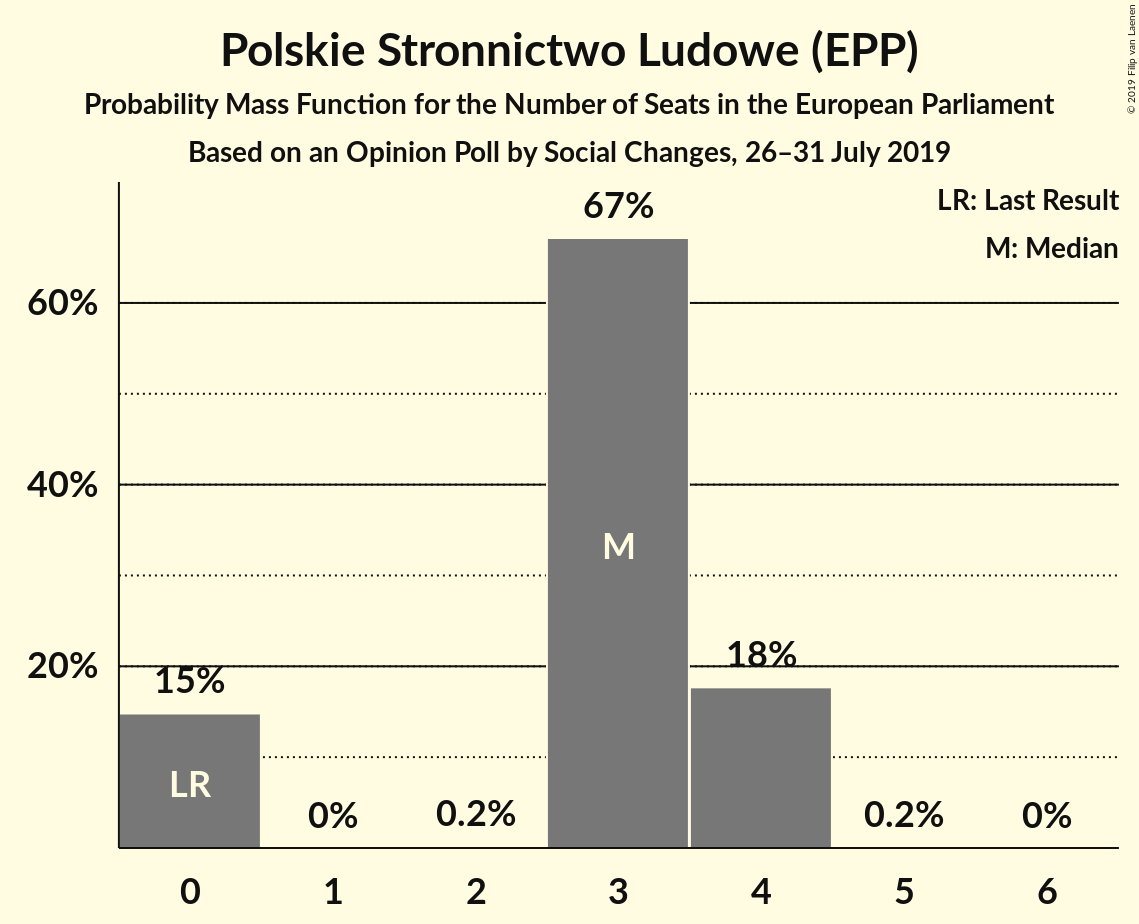 Polskie Stronnictwo Ludowe (EPP)
Probability Mass Function for the Number of Seats in the European Parliament
Based on an Opinion Poll by Social Changes, 26–31 July 2019
© 2019 Filip van Laenen
LR: Last Result
M: Median
67%
60%
40%
20%
M
18%
15%
LR
0%
0.2%
0.2%
0%
0 1 2 3 4 5 6